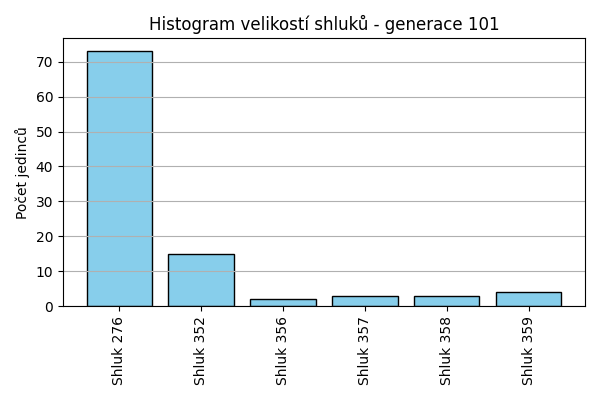 Histogram velikostí shluků - generace 101
Počet jedinců
70
60
50
40
30
20
10
0
Shluk 276
Shluk 332
Shluk 356
Shluk 357
Shluk 358
Shluk 359